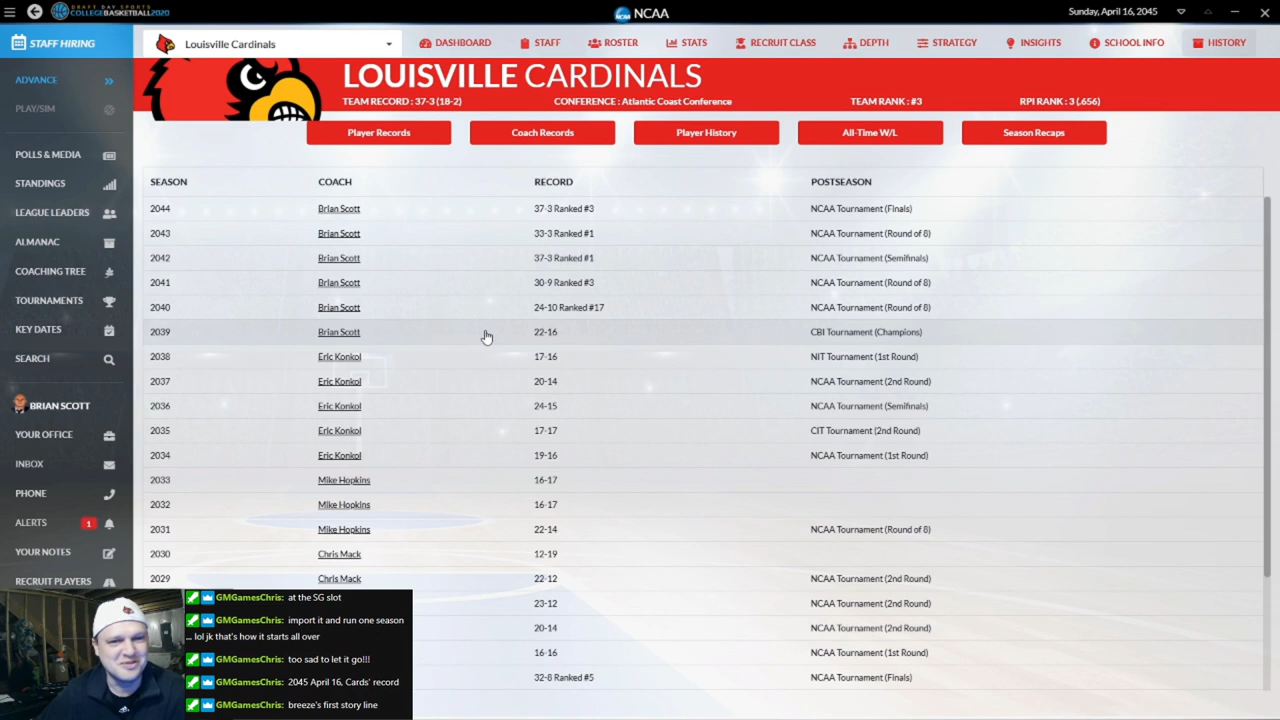 DRAFT DAY SPORTS
COLLEGE BASKETBALL 2020
NCAA
Sunday, April 16, 2045
STAFF HIRING
Louisville Cardinals
DASHBOARD
STAFF
ROSTER
STATS
RECRUIT CLASS
DEPTH
STRATEGY
INSIGHTS
SCHOOL INFO
HISTORY
LOUISVILLE CARDINALS
TEAM RECORD : 37-3 (18-2) CONFERENCE : Atlantic Coast Conference TEAM RANK : #3 RPI RANK : 3 (.656)
Player Records
Coach Records
Player History
All-Time W/L
Season Recaps
ADVANCE
PLAY/SIM
POLLS & MEDIA
STANDINGS
LEAGUE LEADERS
ALMANAC
COACHING TREE
TOURNAMENTS
KEY DATES
SEARCH
BRIAN SCOTT
YOUR OFFICE
INBOX
PHONE
ALERTS 1
YOUR NOTES
RECRUIT PLAYERS
SEASON COACH RECORD POSTSEASON
2044 Brian Scott 37-3 Ranked #3 NCAA Tournament (Finals)
2043 Brian Scott 33-3 Ranked #1 NCAA Tournament (Round of 8)
2042 Brian Scott 37-3 Ranked #1 NCAA Tournament (Semifinals)
2041 Brian Scott 30-9 Ranked #3 NCAA Tournament (Round of 8)
2040 Brian Scott 24-10 Ranked #17 NCAA Tournament (Round of 8)
2039 Brian Scott 22-16 CBI Tournament (Champions)
2038 Eric Konkol 17-16 NIT Tournament (1st Round)
2037 Eric Konkol 20-14 NCAA Tournament (2nd Round)
2036 Eric Konkol 24-15 NCAA Tournament (Semifinals)
2035 Eric Konkol 17-17 CIT Tournament (2nd Round)
2034 Eric Konkol 19-16 NCAA Tournament (1st Round)
2033 Mike Hopkins 16-17
2032 Mike Hopkins 16-17
2031 Mike Hopkins 22-14 NCAA Tournament (Round of 8)
2030 Chris Mack 12-19
2029 Chris Mack 22-12 NCAA Tournament (2nd Round)
23-12 NCAA Tournament (2nd Round)
20-14 NCAA Tournament (2nd Round)
16-16 NCAA Tournament (1st Round)
32-8 Ranked #5 NCAA Tournament (Finals)
GMGamesChris: at the SG slot
GMGamesChris: import it and run one season
... lol jk that's how it starts all over
GMGamesChris: too sad to let it go!!!
GMGamesChris: 2045 April 16, Cards' record
GMGamesChris: breeze's first story line